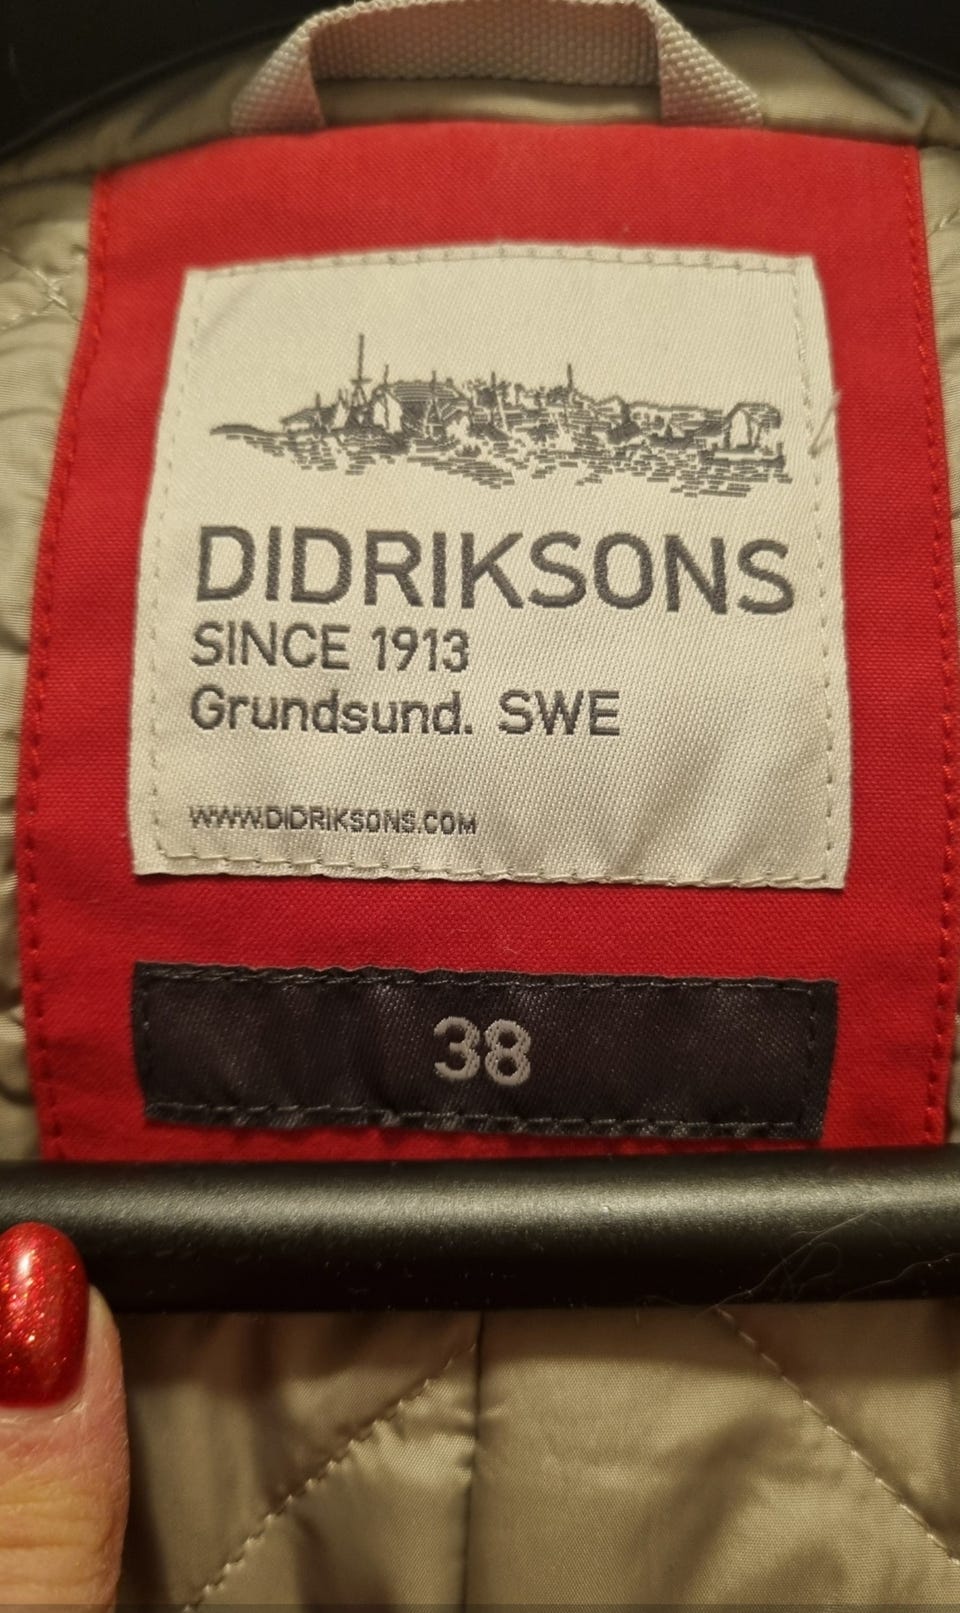 DIDRIKSONS
SINCE 1913
Grundsund. SWE
WWW.DIDRIKSONS.COM
38